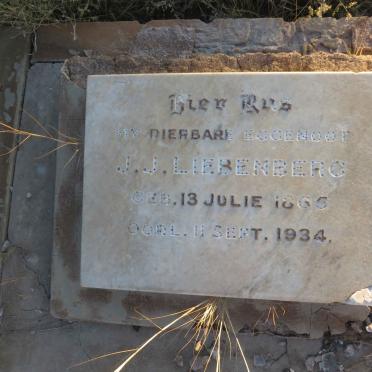 Hier Rus
MY DIERBARE EGGENOOT
J.J. LIEBENBERG
GEB. 13 JULIE 1865
OORL. 11 SEPT. 1934.